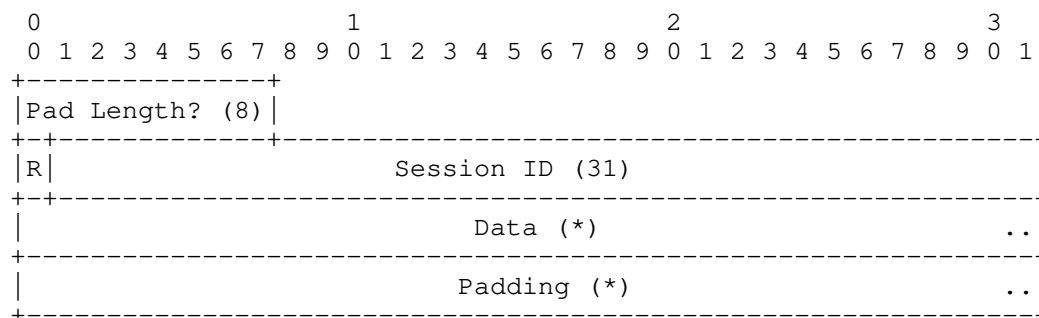 0                   1                   2                   3
 0 1 2 3 4 5 6 7 8 9 0 1 2 3 4 5 6 7 8 9 0 1 2 3 4 5 6 7 8 9 0 1
+---------------+
|Pad Length? (8)|
+-+-------------+-----------------------------------------------
|R|                     Session ID (31)
+-+-------------------------------------------------------------
|                            Data (*)                         ..
+---------------------------------------------------------------
|                           Padding (*)                       ..
+---------------------------------------------------------------